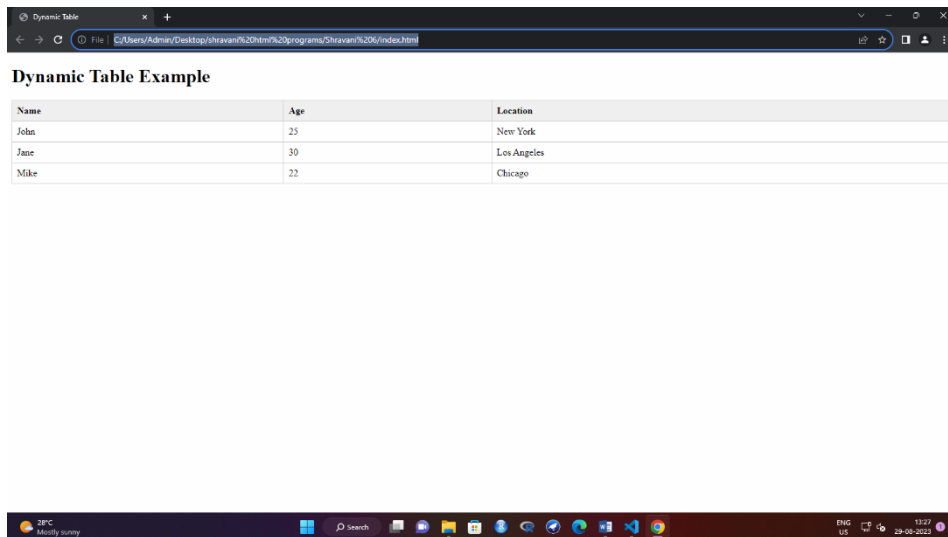 Dynamic Table
File | C:/Users/Admin/Desktop/shravani%20html%20programs/Shravani%206/index.html
Dynamic Table Example
Name Age Location
John 25 New York
Jane 30 Los Angeles
Mike 22 Chicago
28°C
Mostly sunny
Search
ENG
US
13:27
29-08-2023